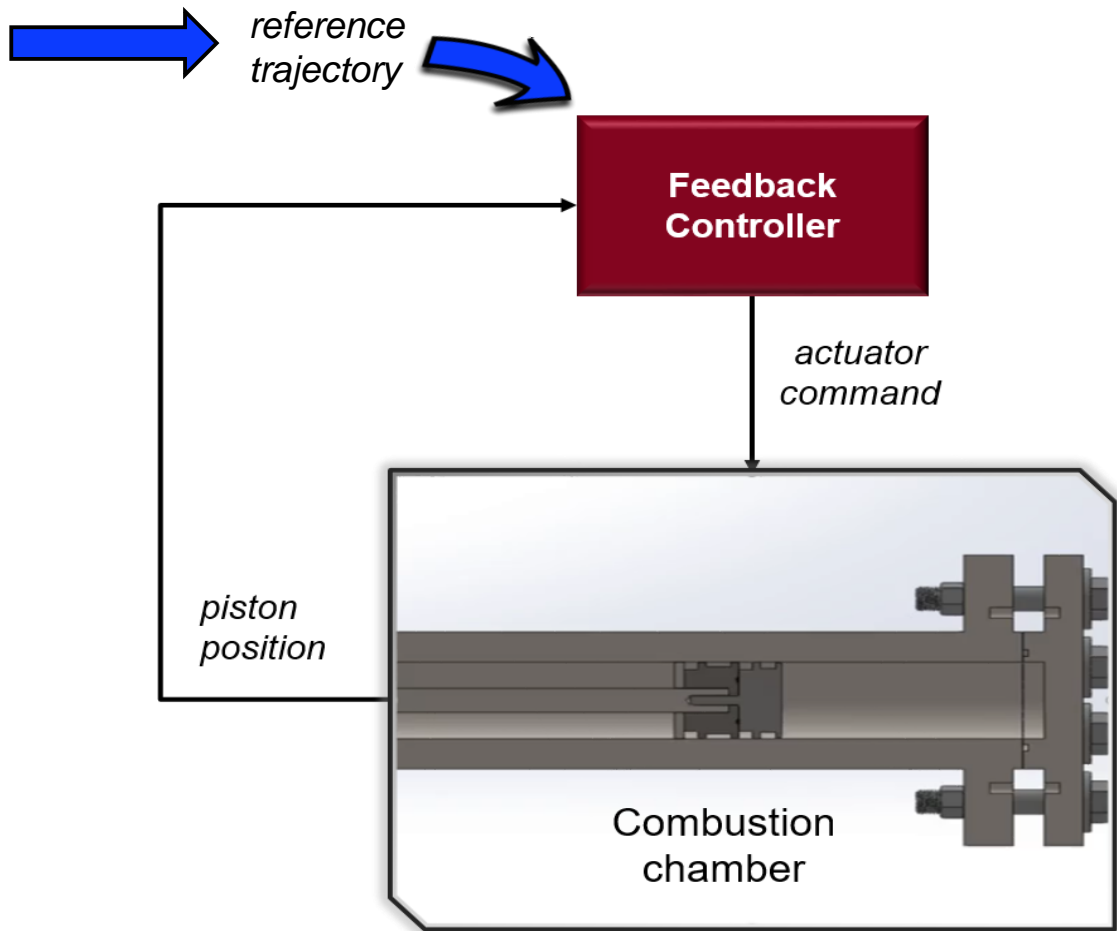 reference
trajectory
Feedback
Controller
actuator
command
piston
position
Combustion
chamber